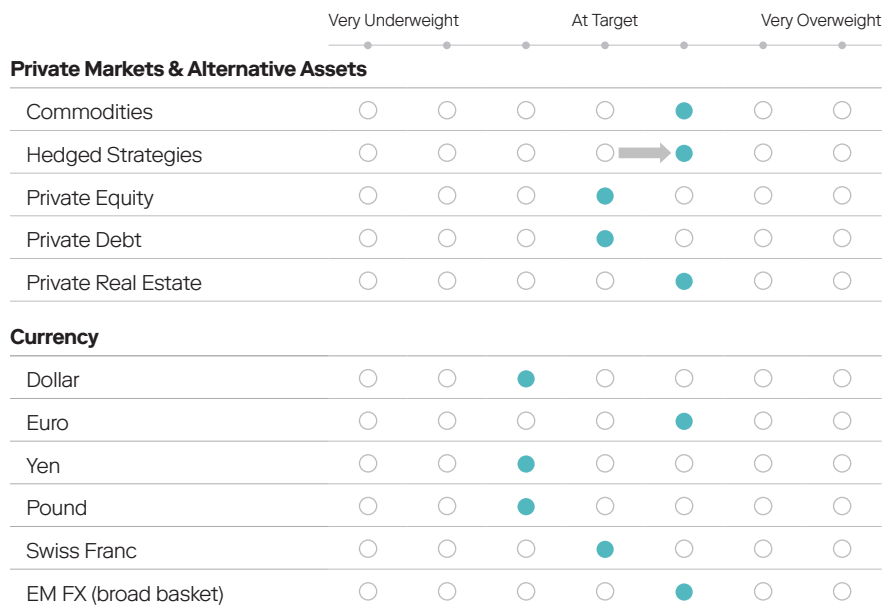 Very Underweight At Target Very Overweight
Private Markets & Alternative Assets
Commodities
Hedged Strategies
Private Equity
Private Debt
Private Real Estate
Currency
Dollar
Euro
Yen
Pound
Swiss Franc
EM FX (broad basket)